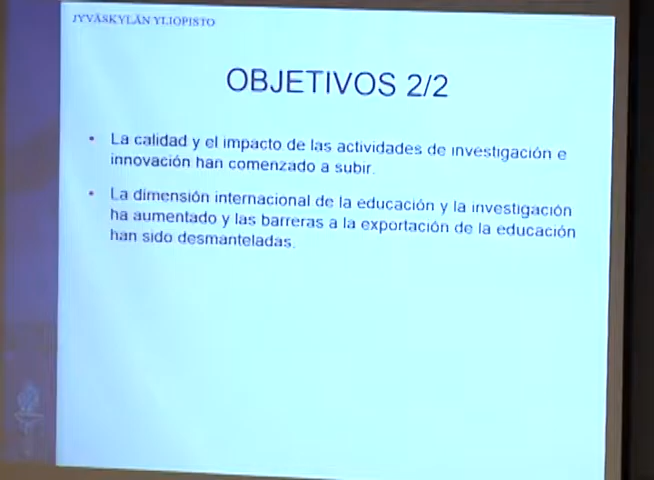 JYVÄSKYLÄN YLIOPISTO
OBJETIVOS 2/2
• La calidad y el impacto de las actividades de investigación e
innovación han comenzado a subir.
• La dimensión internacional de la educación y la investigación
ha aumentado y las barreras a la exportación de la educación
han sido desmanteladas.